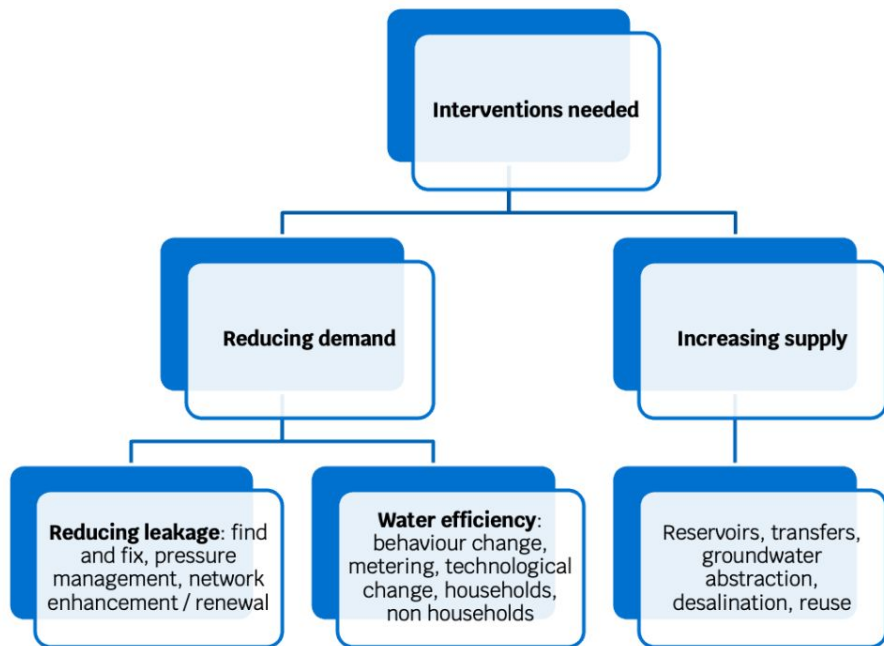 Interventions needed
Reducing demand
Increasing supply
Reducing leakage: find
and fix, pressure
management, network
enhancement / renewal
Water efficiency:
behaviour change,
metering, technological
change, households,
non households
Reservoirs, transfers,
groundwater
abstraction,
desalination, reuse